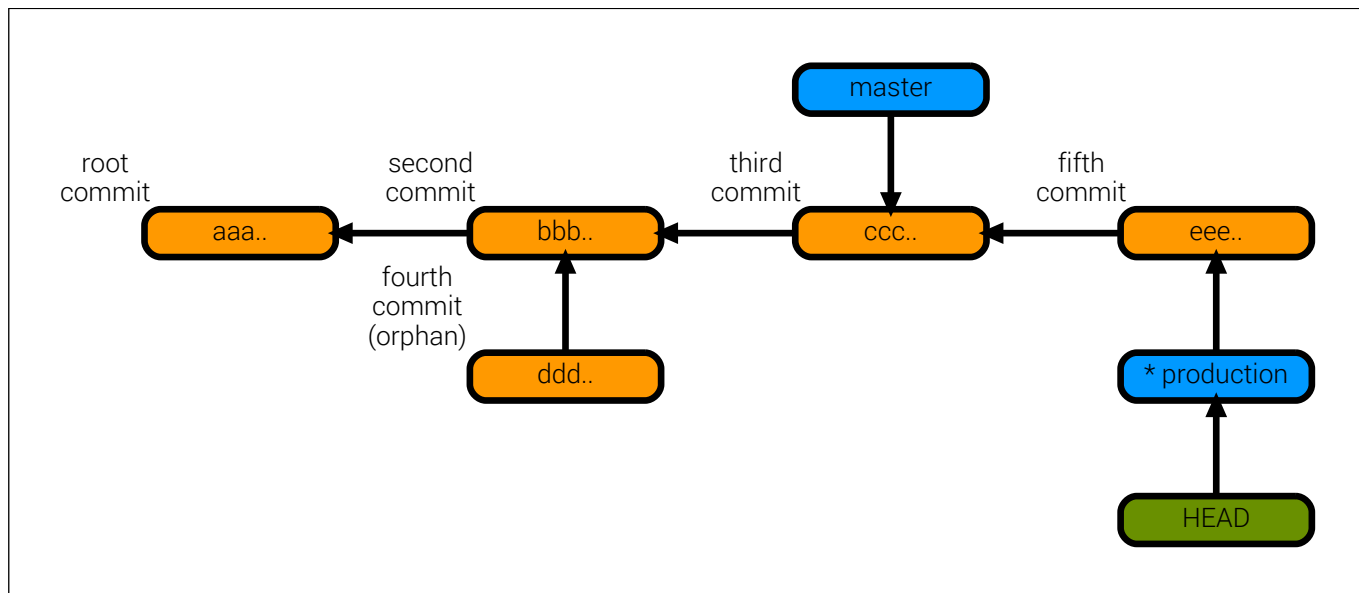 master
root
commit
second
commit
third
commit
fifth
commit
aaa..
bbb..
ccc..
eee..
fourth
commit
(orphan)
ddd..
* production
HEAD